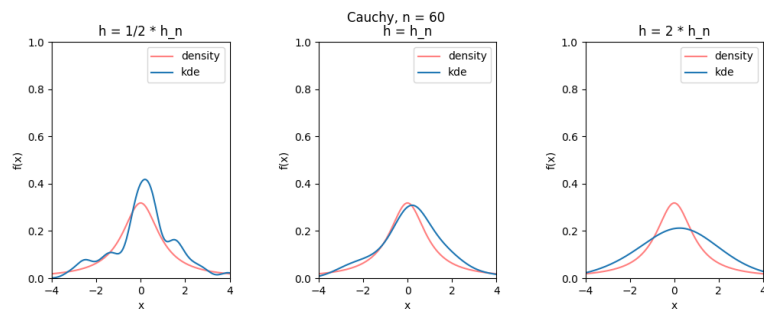 Cauchy, n = 60
h = 1/2 * h_n
density
kde
f(x)
1.0
0.8
0.6
0.4
0.2
0.0
−4
−2
0
2
4
x
h = h_n
density
kde
f(x)
1.0
0.8
0.6
0.4
0.2
0.0
−4
−2
0
2
4
x
h = 2 * h_n
density
kde
f(x)
1.0
0.8
0.6
0.4
0.2
0.0
−4
−2
0
2
4
x